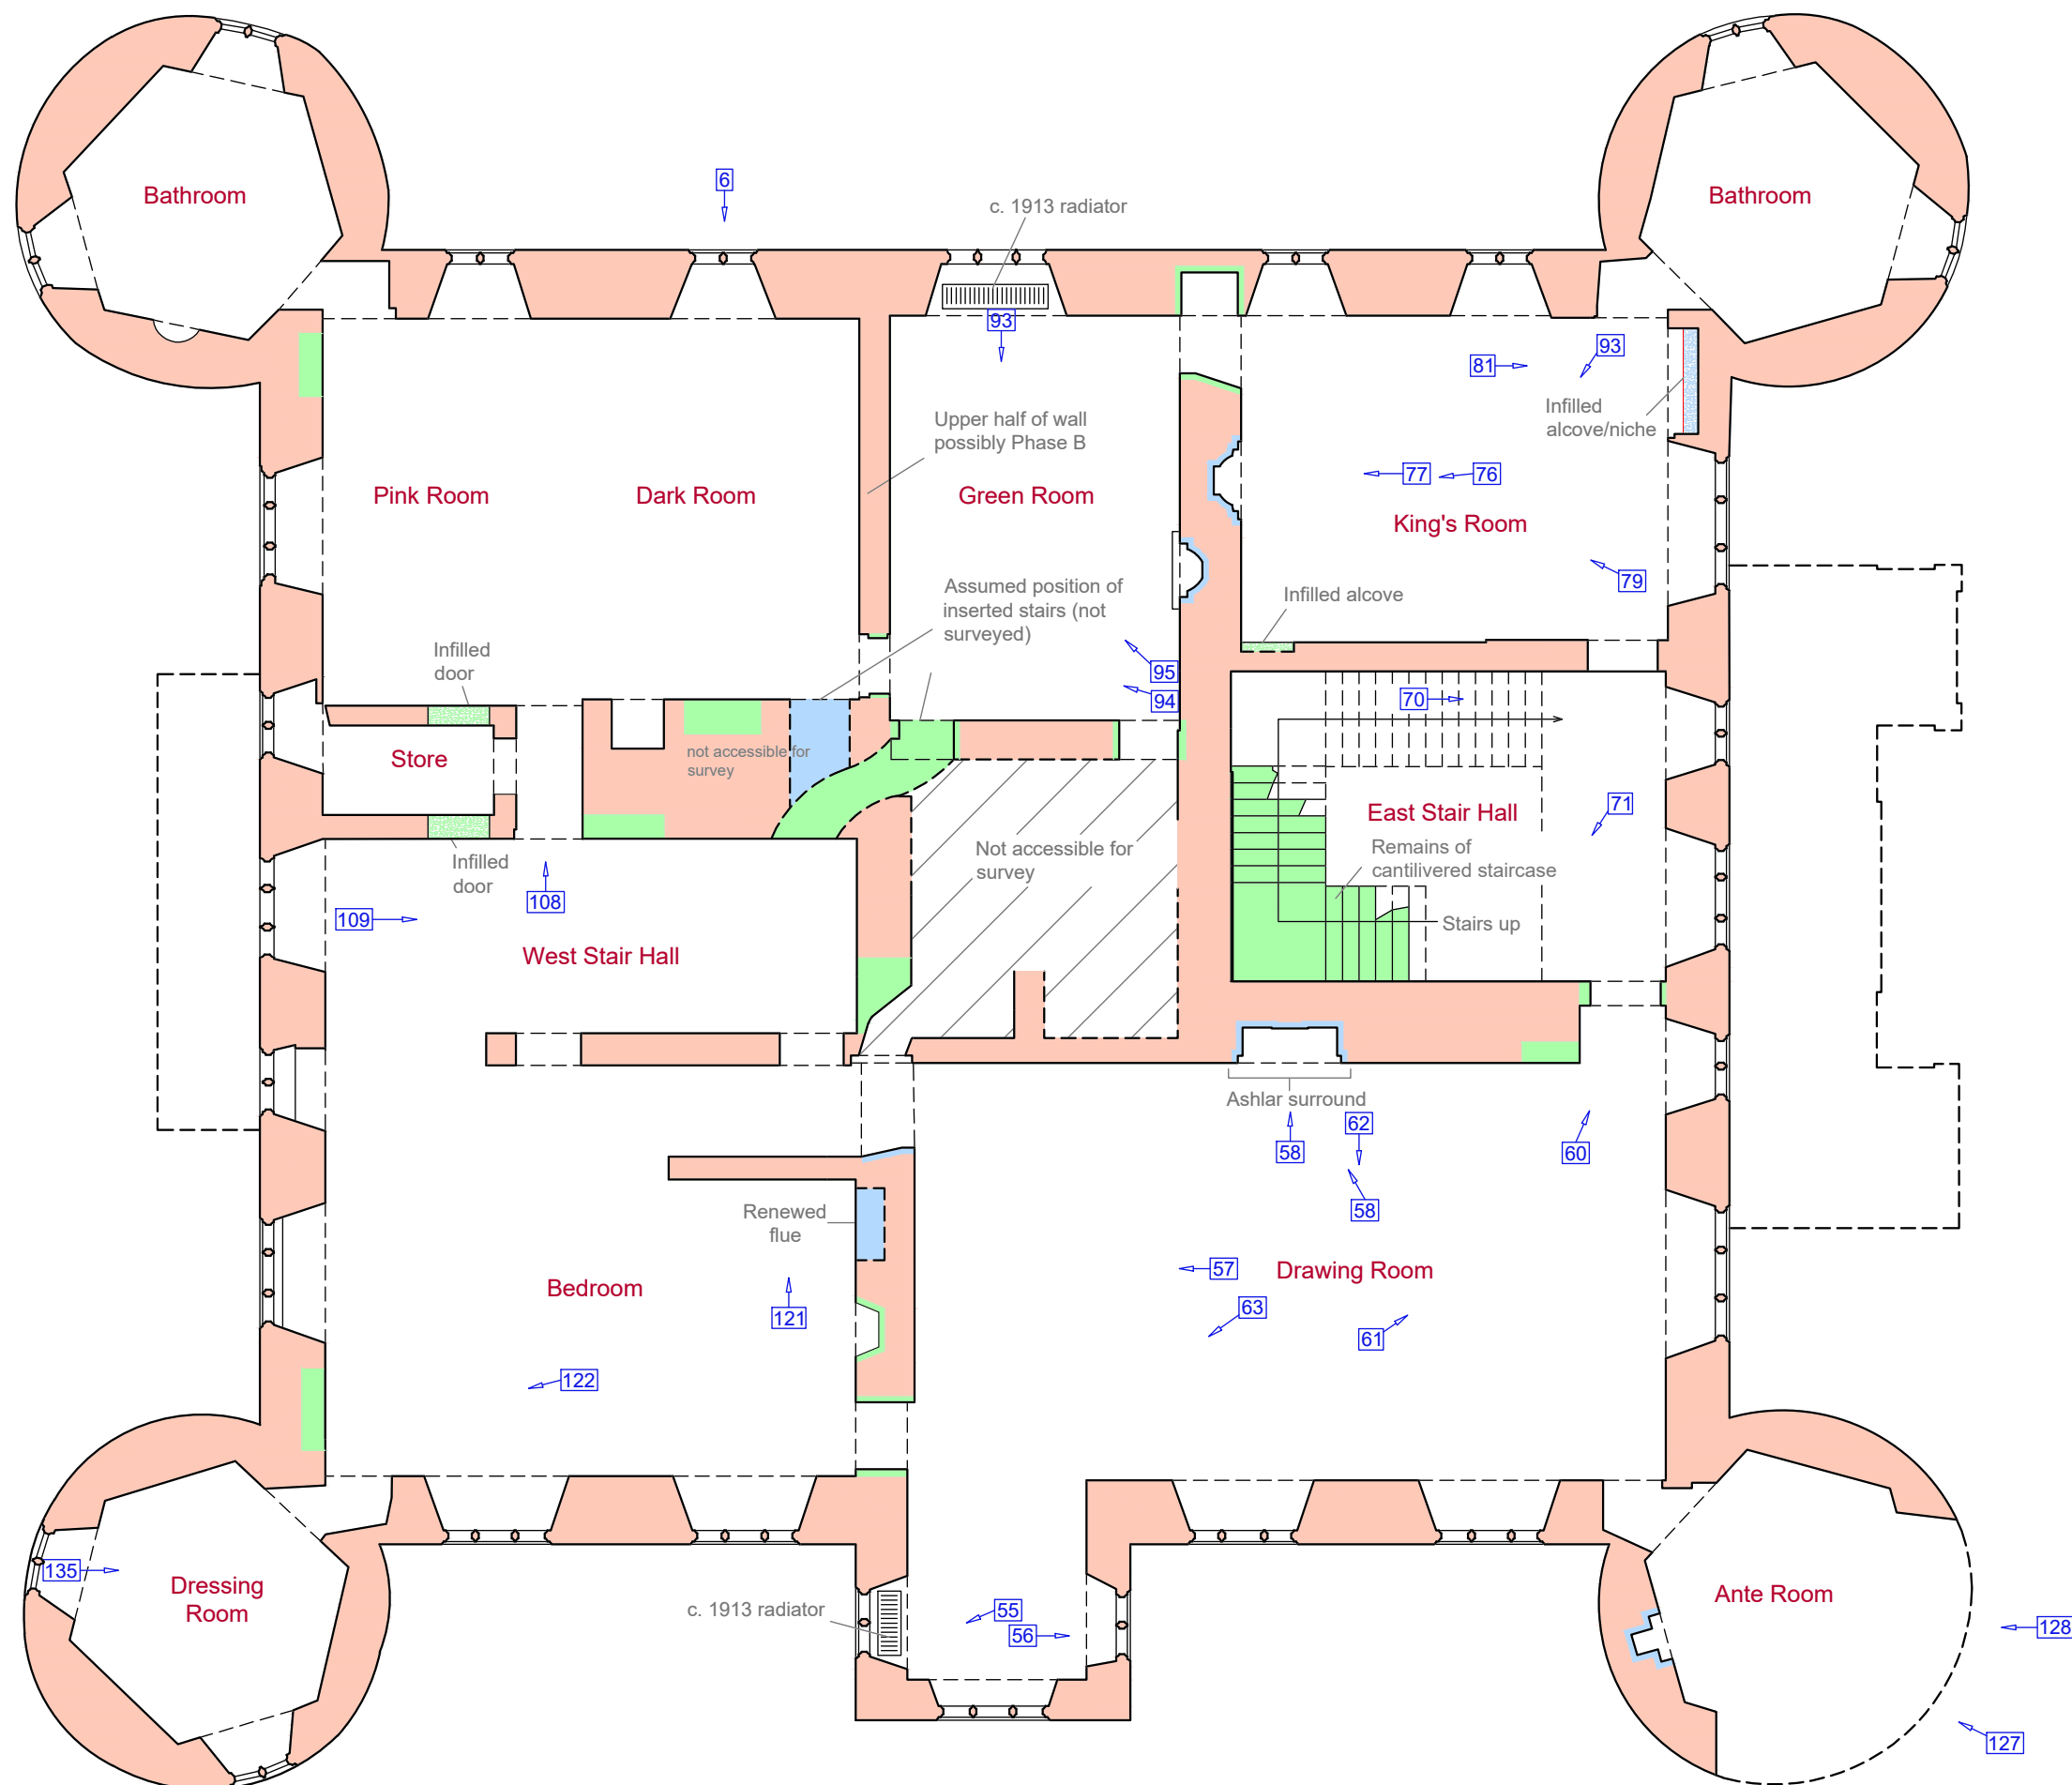 Bathroom
Bathroom
6
c. 1913 radiator
93
81
93
Infilled
alcove/niche
Upper half of wall
possibly Phase B
77
76
Pink Room
Dark Room
Green Room
King's Room
79
Assumed position of
inserted stairs (not
surveyed)
Infilled alcove
Infilled
door
95
94
70
Store
not accessible for
survey
71
East Stair Hall
Not accessible for
survey
Remains of
cantilivered staircase
Infilled
door
108
109
Stairs up
West Stair Hall
Ashlar surround
62
58
60
58
Renewed
flue
57
Drawing Room
Bedroom
63
121
61
122
135
Dressing
Room
Ante Room
c. 1913 radiator
55
56
128
127